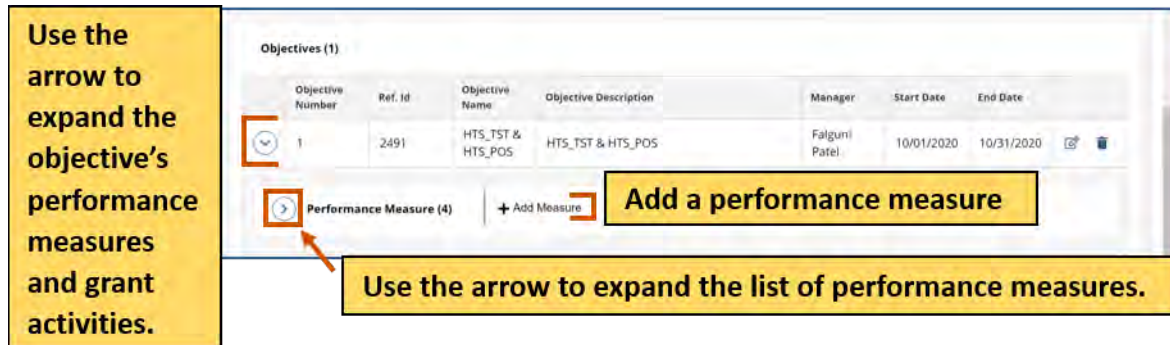 Use the
arrow to
expand the
objective's
performance
measures
and grant
activities.
Objectives (1)
Objective Number Ref. Id Objective Name Objective Description Manager Start Date End Date
1 2491 HTS_TST & HTS_POS HTS_TST & HTS_POS Falguni Patel 10/01/2020 10/31/2020
Performance Measure (4) + Add Measure
Add a performance measure
Use the arrow to expand the list of performance measures.